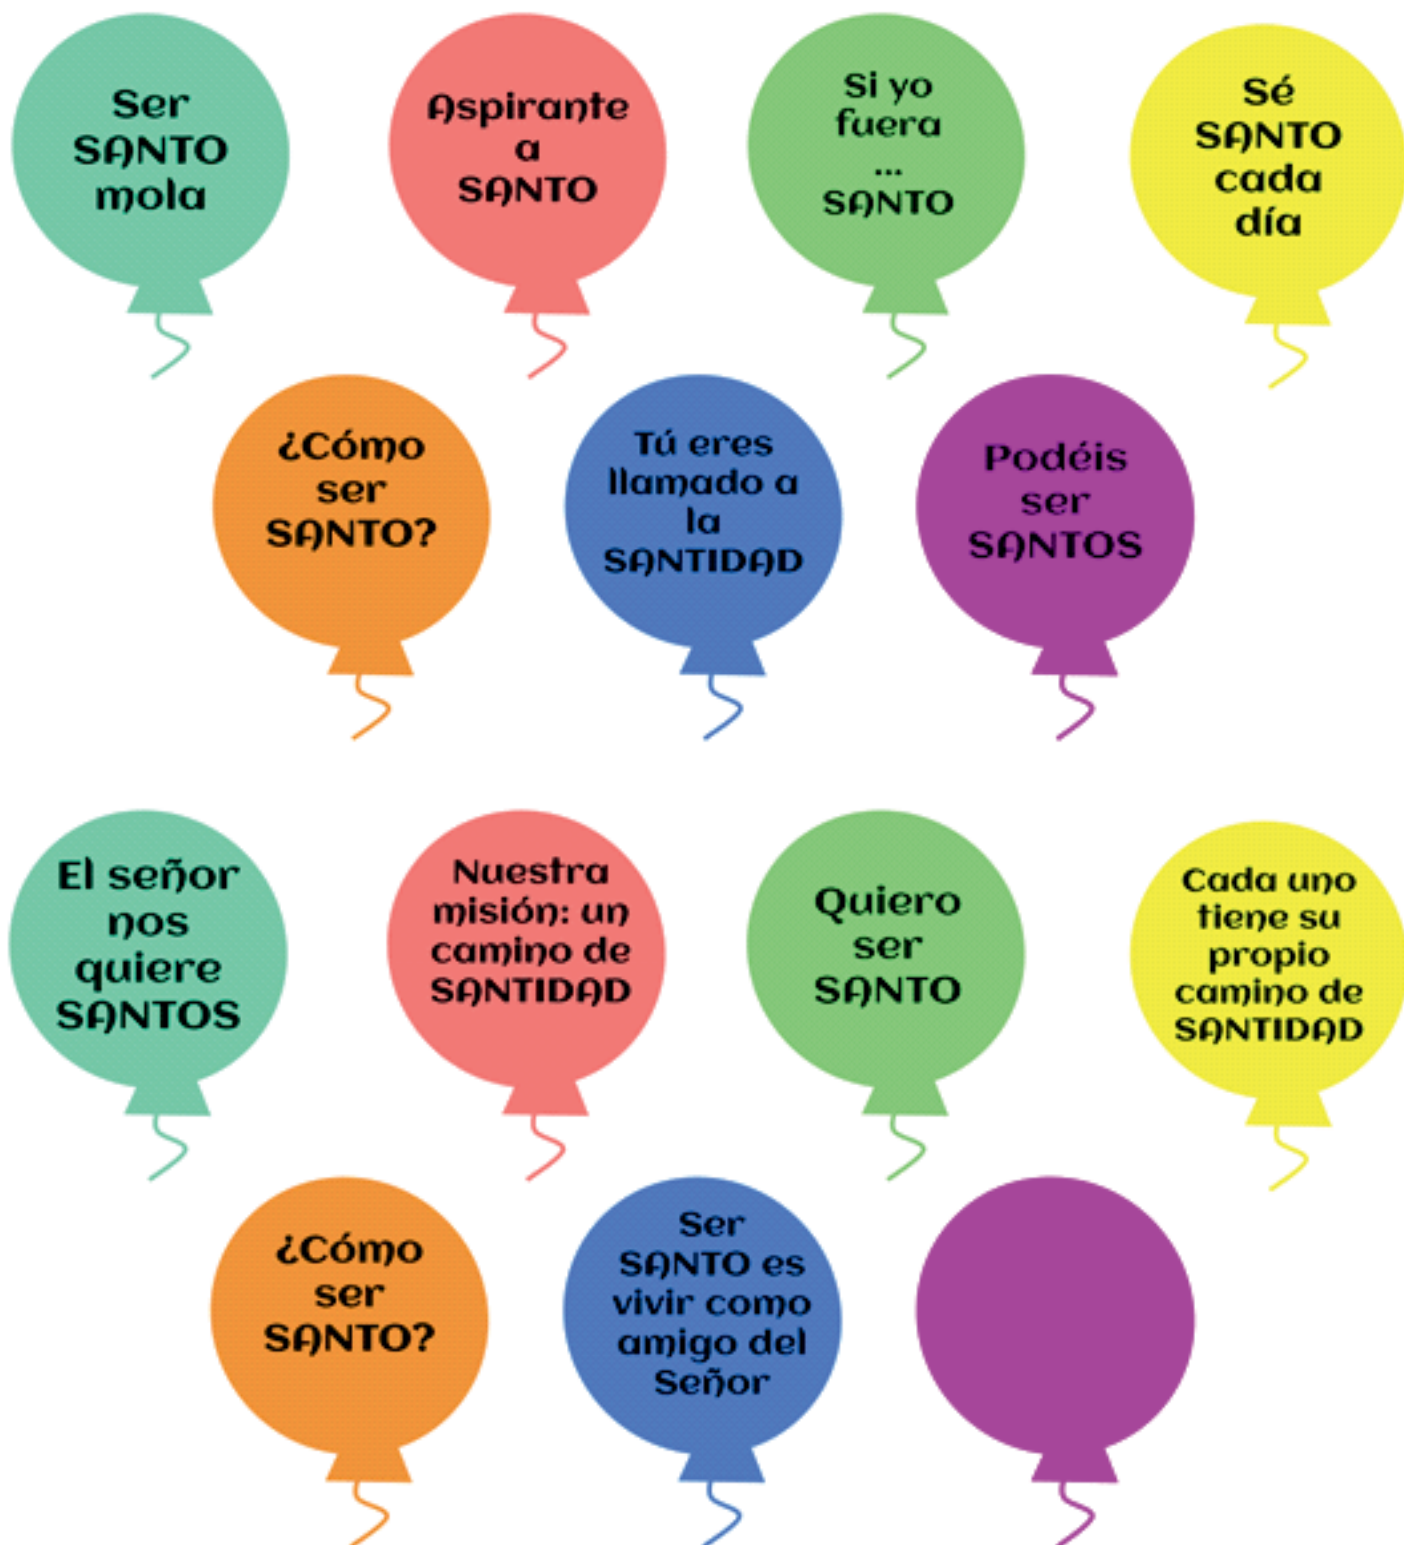 Ser
SANTO
mola
Aspirante
a
SANTO
Si yo
fuera
...
SANTO
Sé
SANTO
cada
día
¿Cómo
ser
SANTO?
Tú eres
llamado a
la
SANTIDAD
Podéis
ser
SANTOS
El señor
nos
quiere
SANTOS
Nuestra
misión: un
camino de
SANTIDAD
Quiero
ser
SANTO
Cada uno
tiene su
propio
camino de
SANTIDAD
¿Cómo
ser
SANTO?
Ser
SANTO es
vivir como
amigo del
Señor